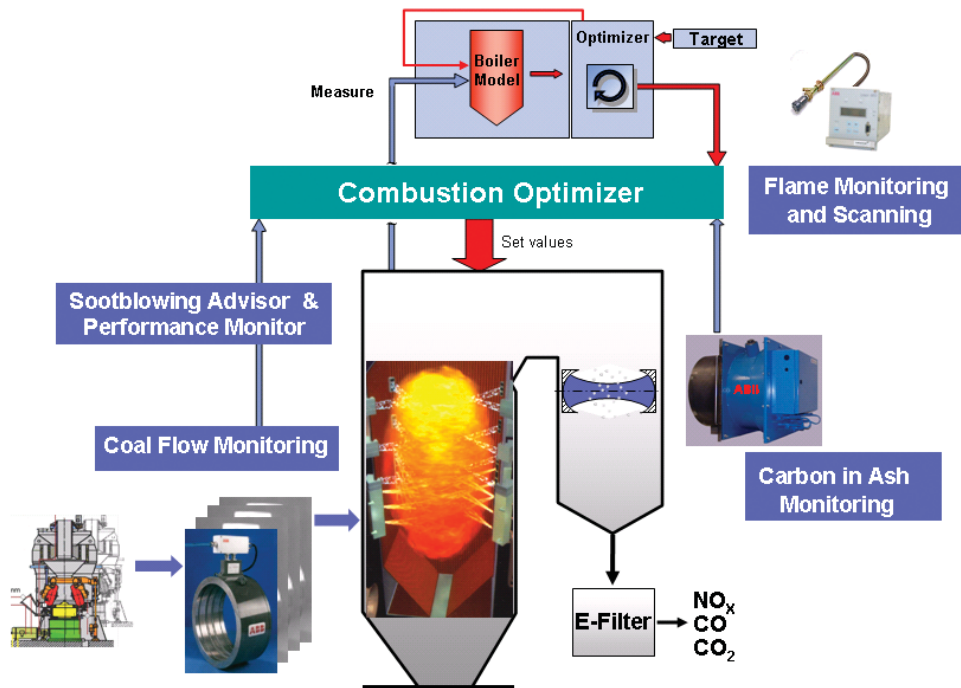 Optimizer
Target
Boiler
Model
Measure
Combustion Optimizer
Flame Monitoring
and Scanning
Set values
Sootblowing Advisor &
Performance Monitor
ABB
Coal Flow Monitoring
Carbon in Ash
Monitoring
nm
ABB
E-Filter
NOX
CO
CO2